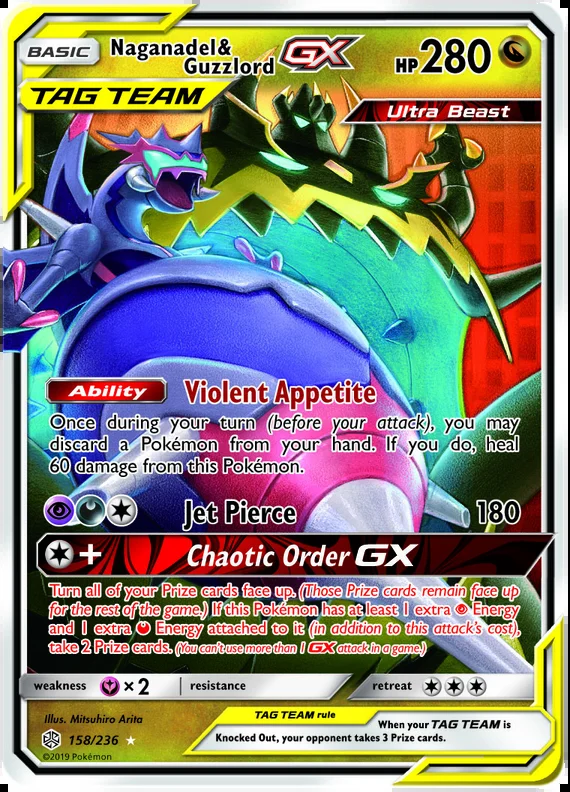 BASIC
Naganadel&
Guzzlord GX
HP 280
TAG TEAM
Ultra Beast
Ability Violent Appetite
Once during your turn (before your attack), you may
discard a Pokémon from your hand. If you do, heal
60 damage from this Pokémon.
Jet Pierce 180
+ Chaotic Order GX
Turn all of your Prize cards face up. (Those Prize cards remain face up
for the rest of the game.) If this Pokémon has at least 1 extra Energy
and 1 extra Energy attached to it (in addition to this attack's cost),
take 2 Prize cards. (You can't use more than 1 GX attack in a game.)
weakness ×2 resistance retreat
Illus. Mitsuhiro Arita
158/236
©2019 Pokémon
TAG TEAM rule
When your TAG TEAM is
Knocked Out, your opponent takes 3 Prize cards.